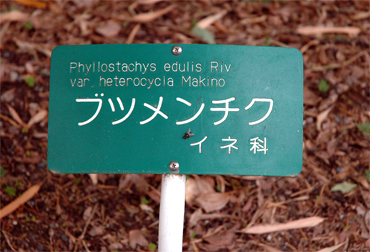 Phyllostachys edulis Riv
var. heterocycla Makino
ブツメンチク
イネ科